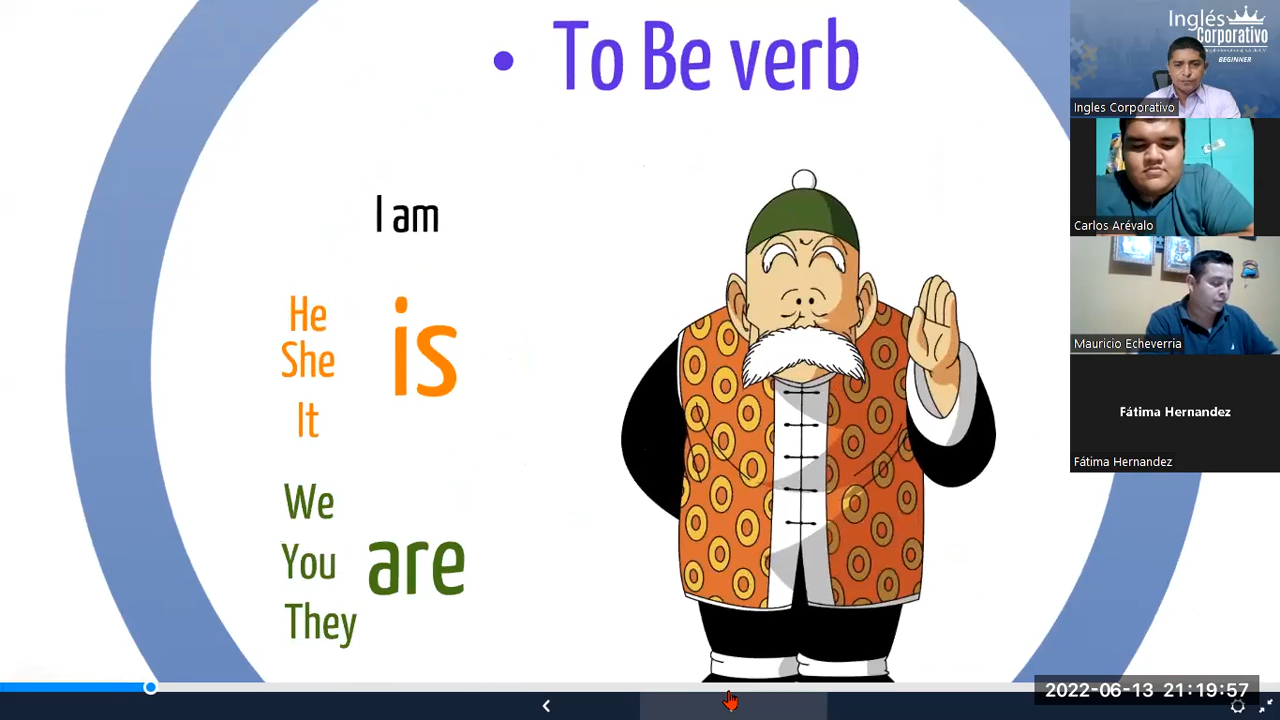 • To Be verb
I am
He
She
It
is
We
You
They
are
Inglés
Corporativo
BEGINNER
Ingles Corporativo
Carlos Arévalo
Mauricio Echeverria
Fátima Hernandez
Fátima Hernandez
2022-06-13 21:19:57